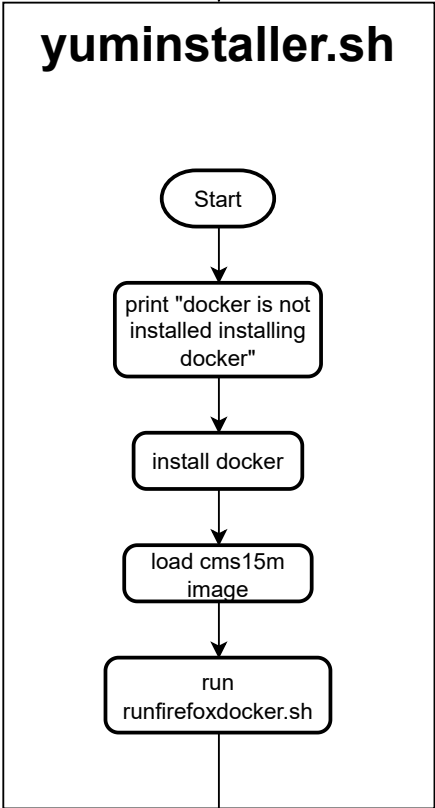 yuminstaller.sh
Start
print "docker is not
installed installing
docker"
install docker
load cms15m
image
run
runfirefoxdocker.sh